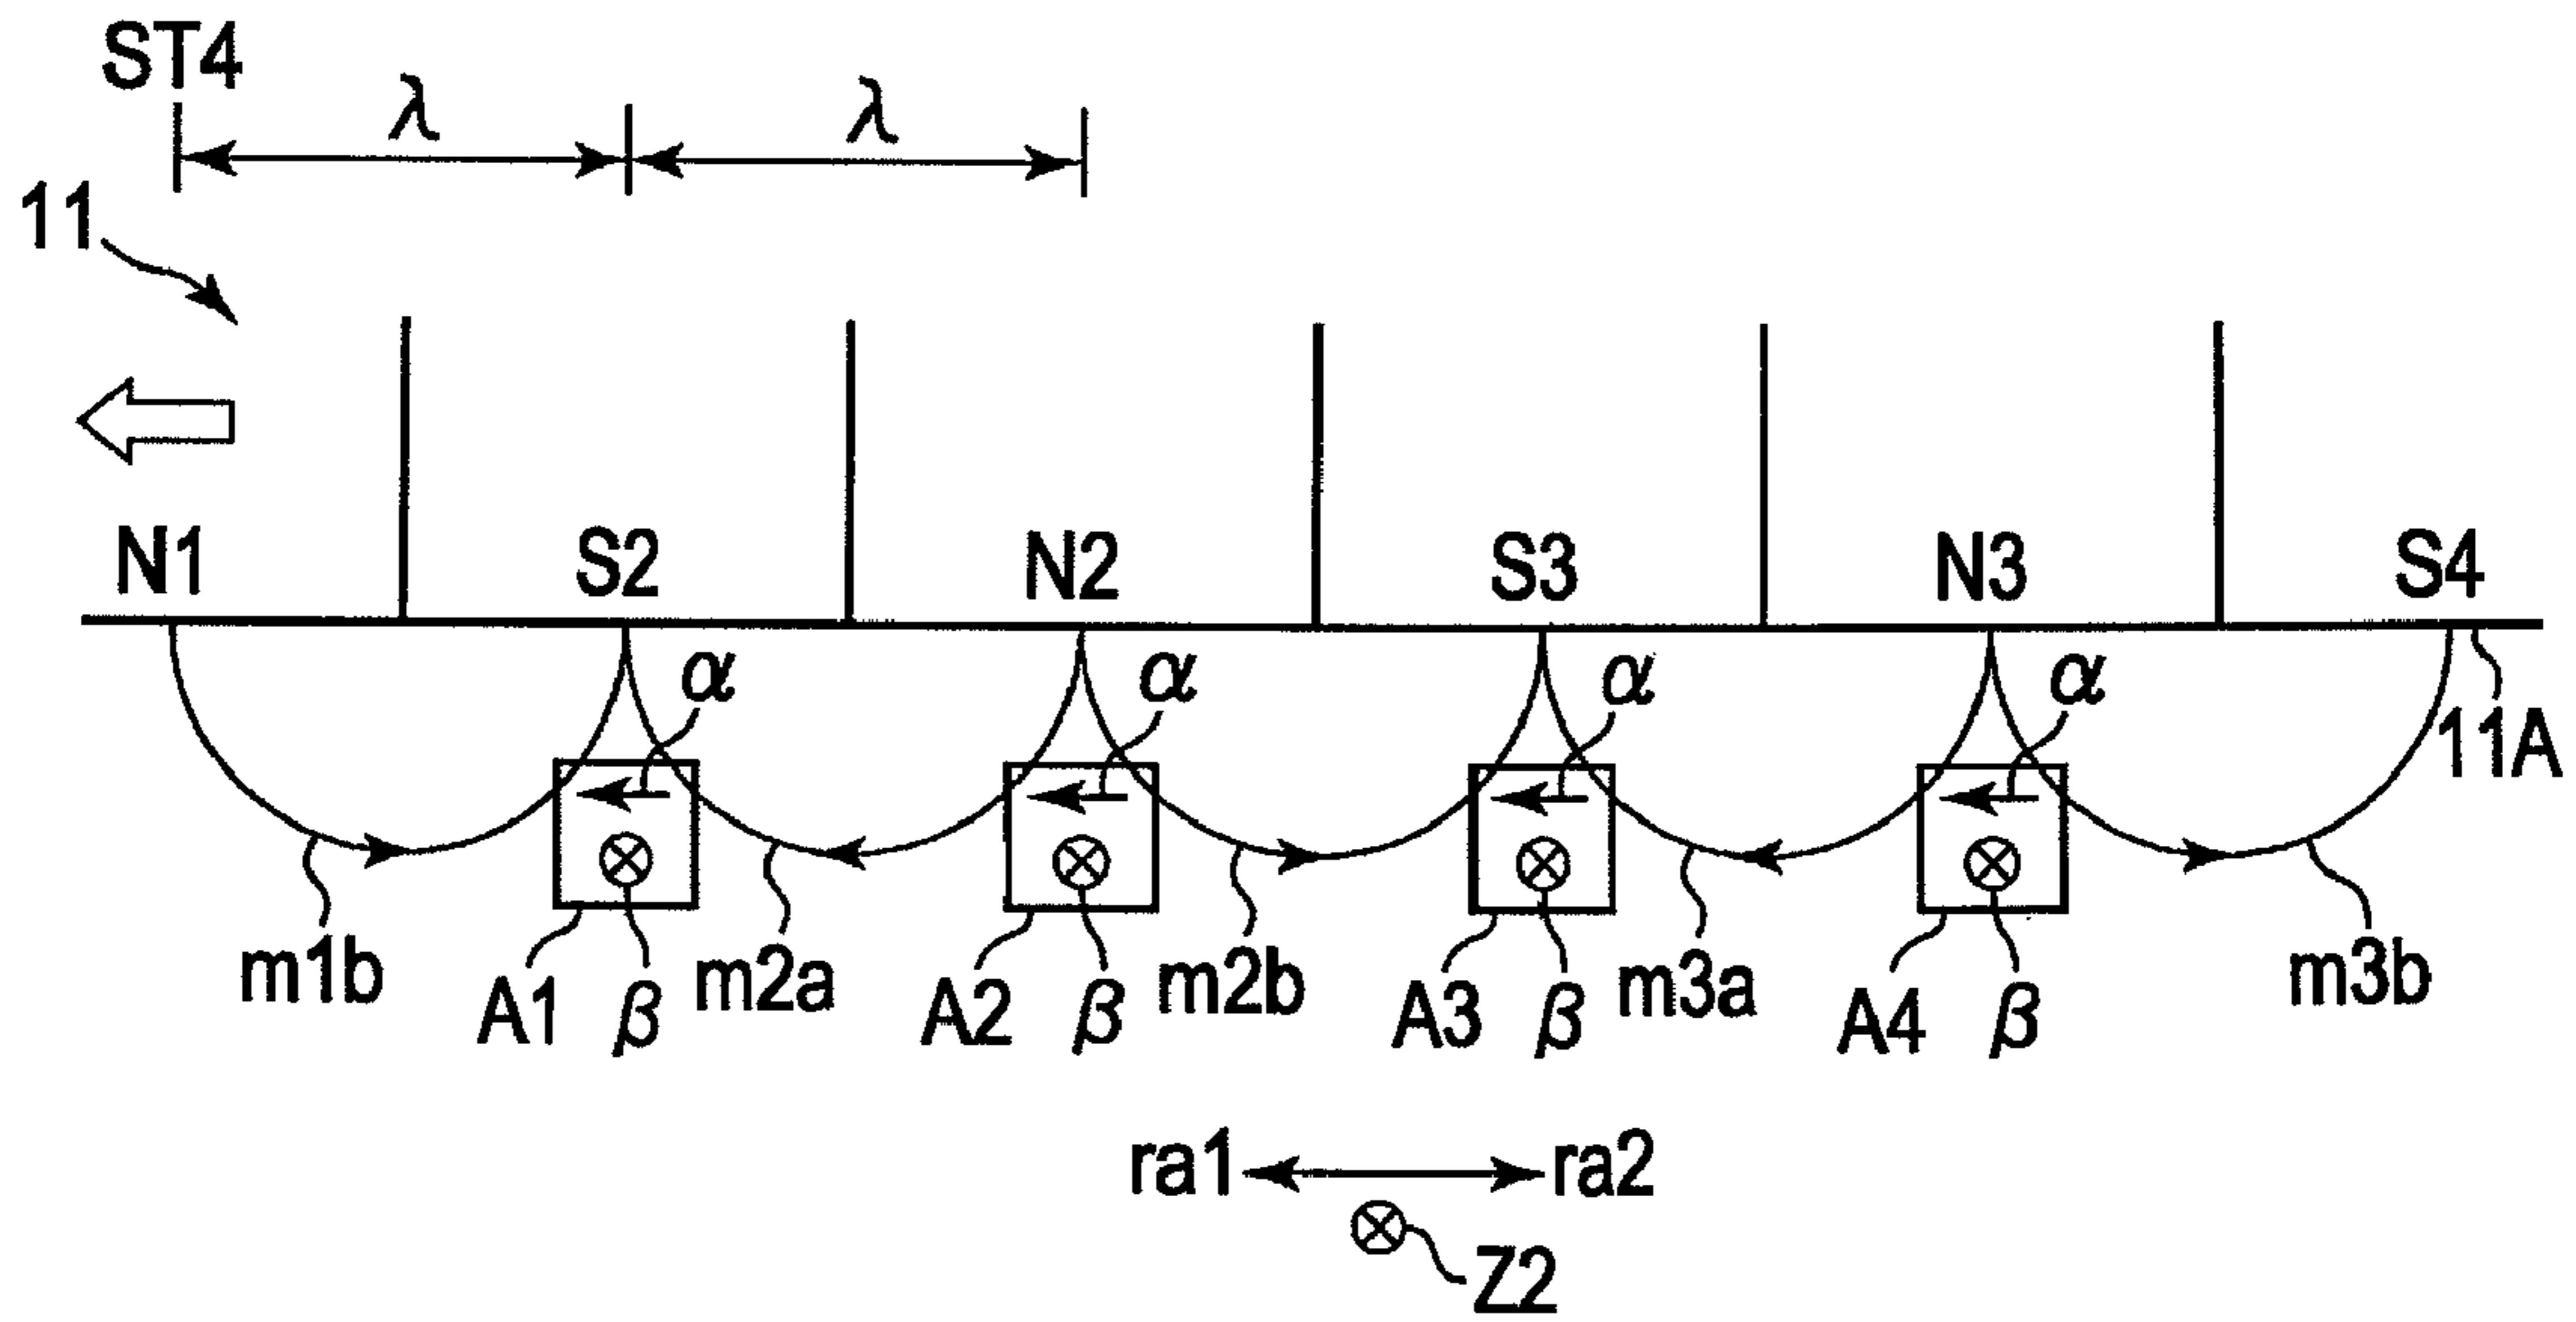 ST4
λ λ
11
N1 S2 N2 S3 N3 S4
α α α α
11A
m1b A1 β m2a A2 β m2b A3 β m3a A4 β m3b
ra1 ra2
Z2